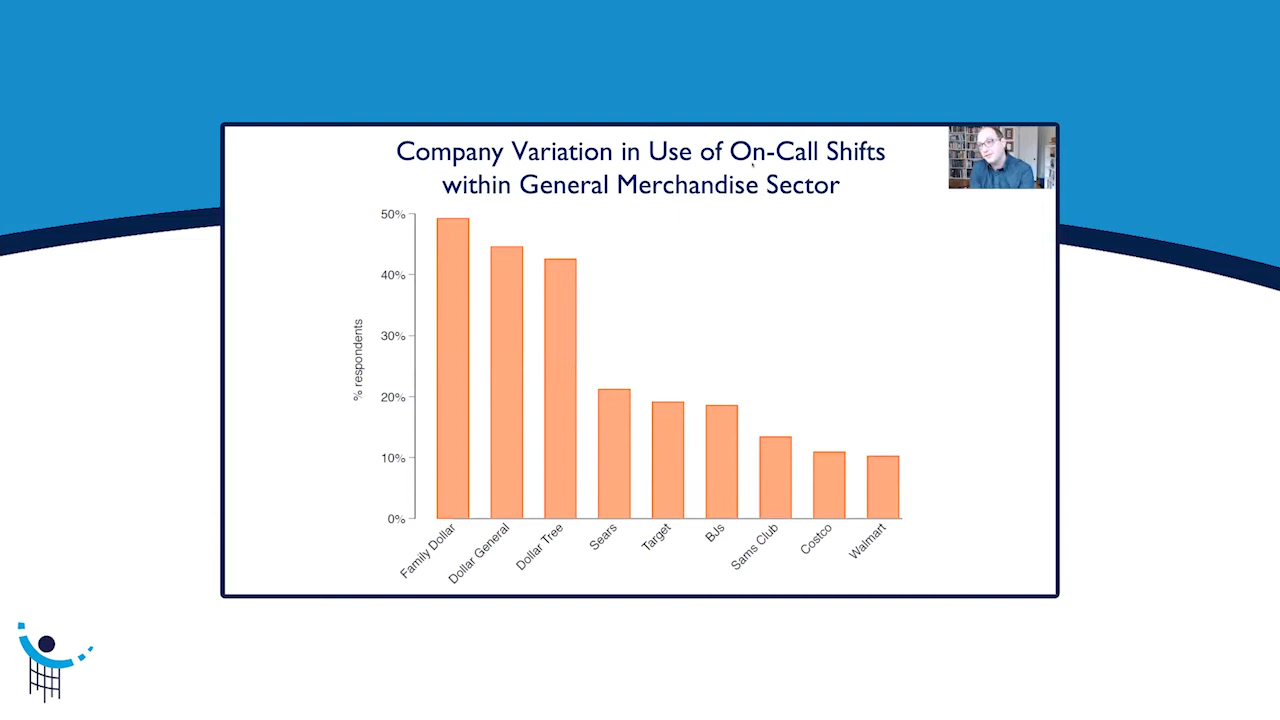 Company Variation in Use of On-Call Shifts
within General Merchandise Sector
50%
40%
30%
20%
10%
0%
% respondents
Family Dollar
Dollar General
Dollar Tree
Sears
Target
BJs
Sams Club
Costco
Walmart